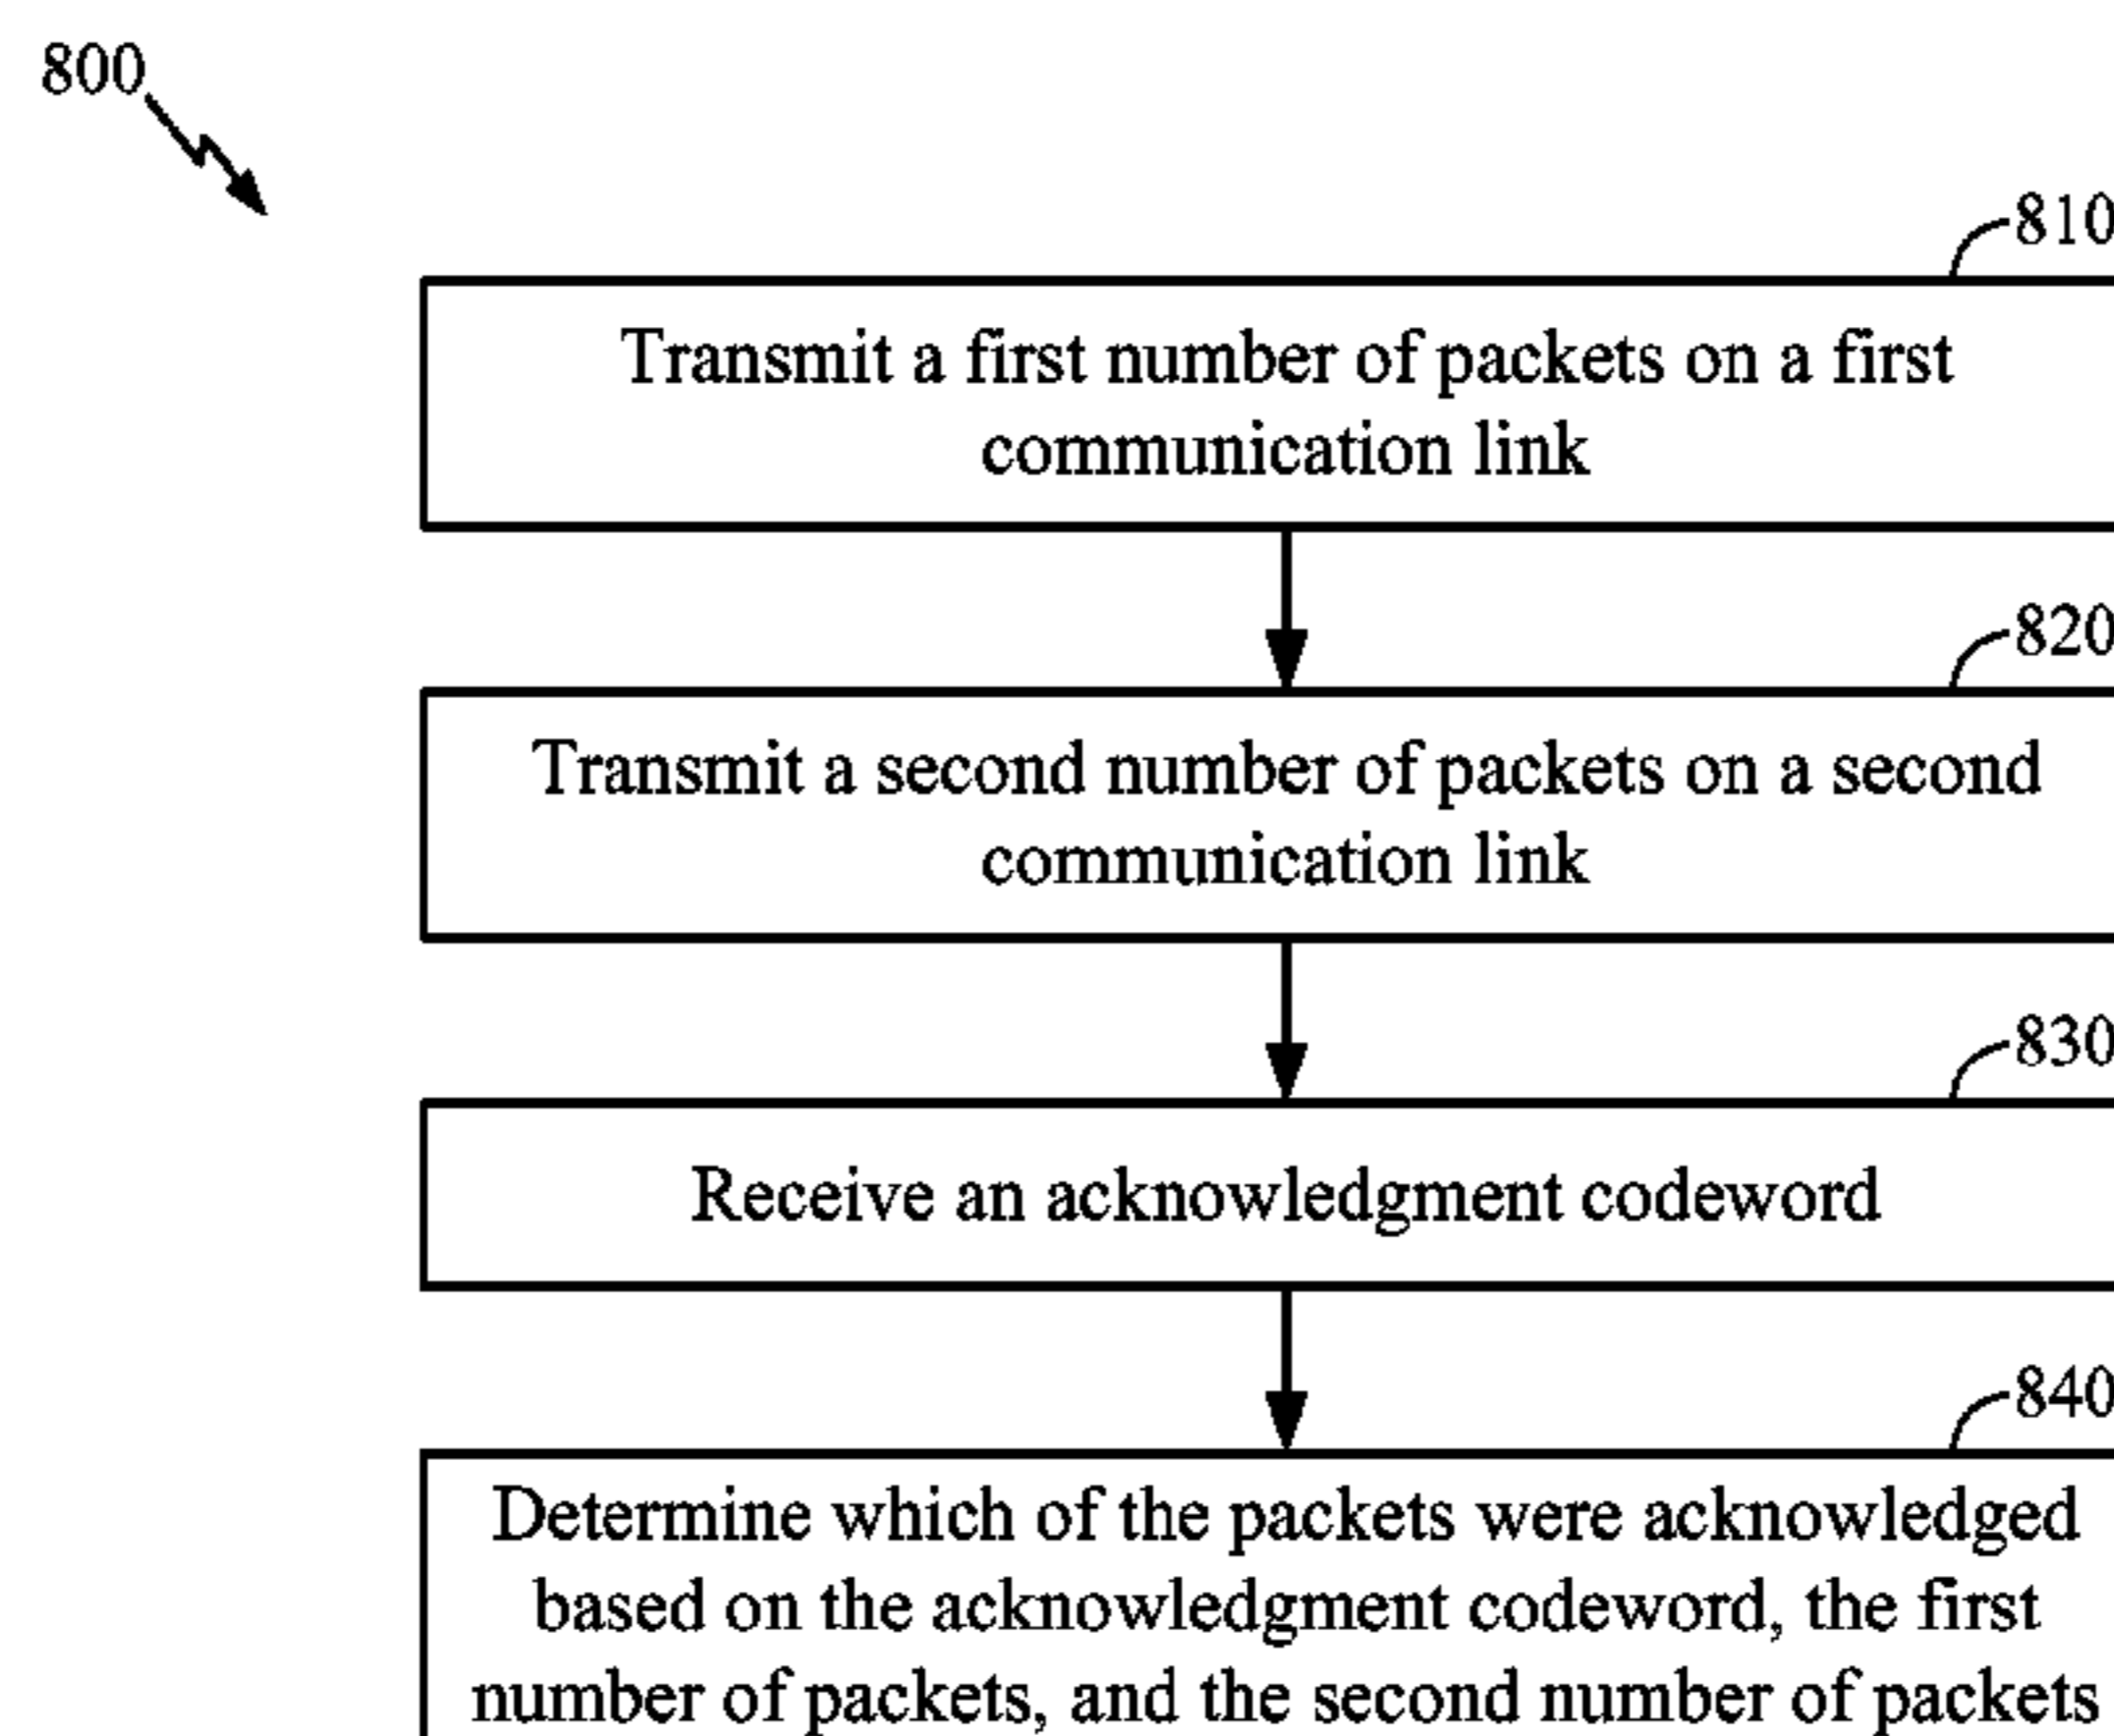 800
810
Transmit a first number of packets on a first
communication link
820
Transmit a second number of packets on a second
communication link
830
Receive an acknowledgment codeword
840
Determine which of the packets were acknowledged
based on the acknowledgment codeword, the first
number of packets, and the second number of packets